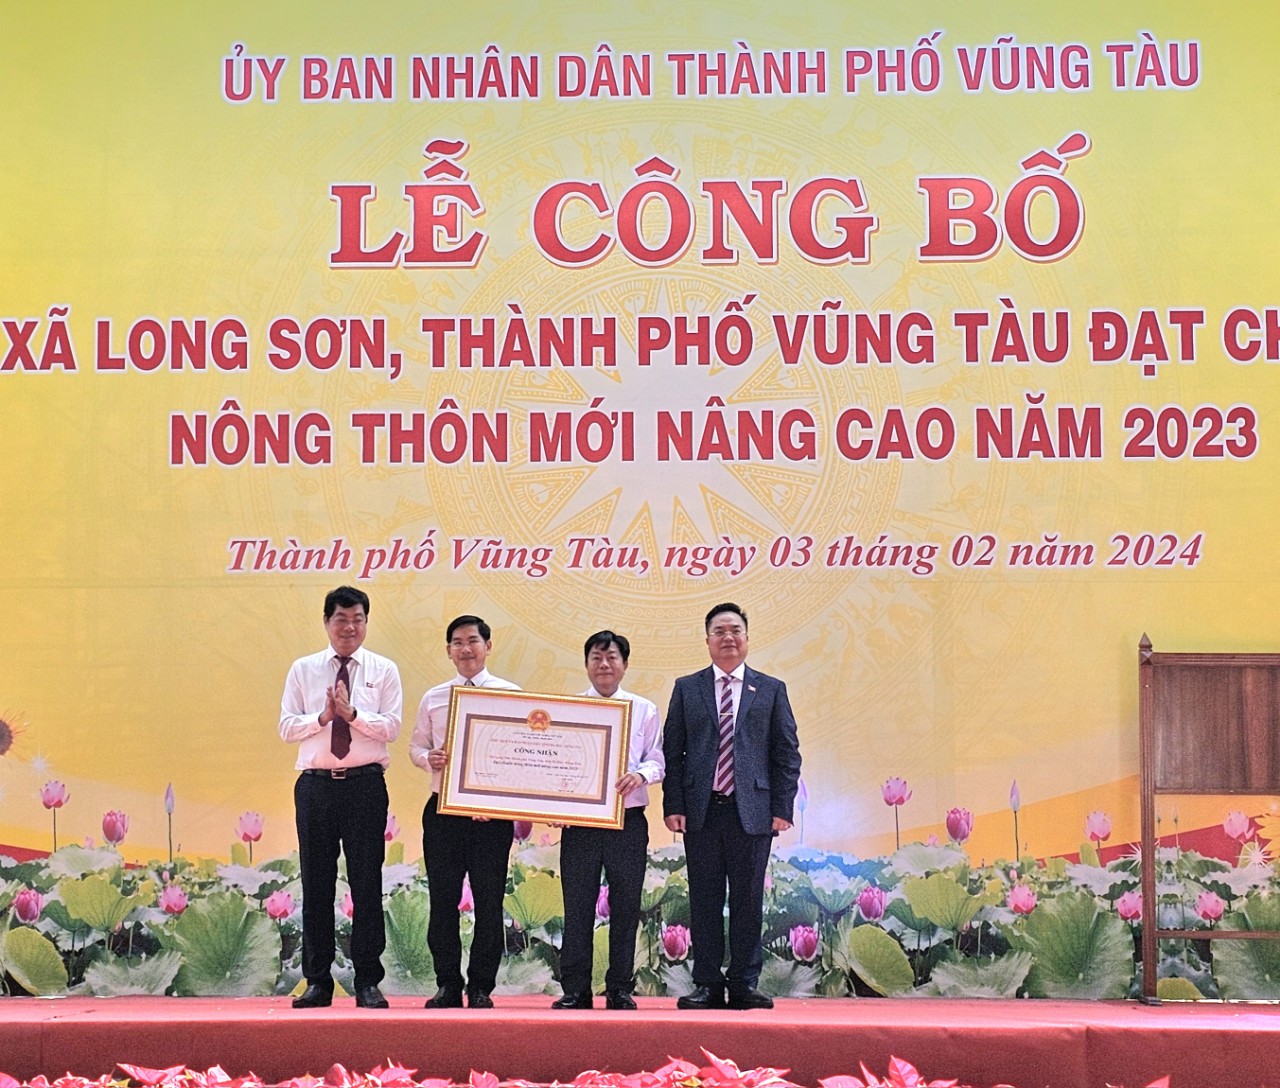 ỦY BAN NHÂN DÂN THÀNH PHỐ VŨNG TÀU
LỄ CÔNG BỐ
XÃ LONG SƠN, THÀNH PHỐ VŨNG TÀU ĐẠT CH
NÔNG THÔN MỚI NÂNG CAO NĂM 2023
Thành phố Vũng Tàu, ngày 03 tháng 02 năm 2024
CÔNG NHẬN